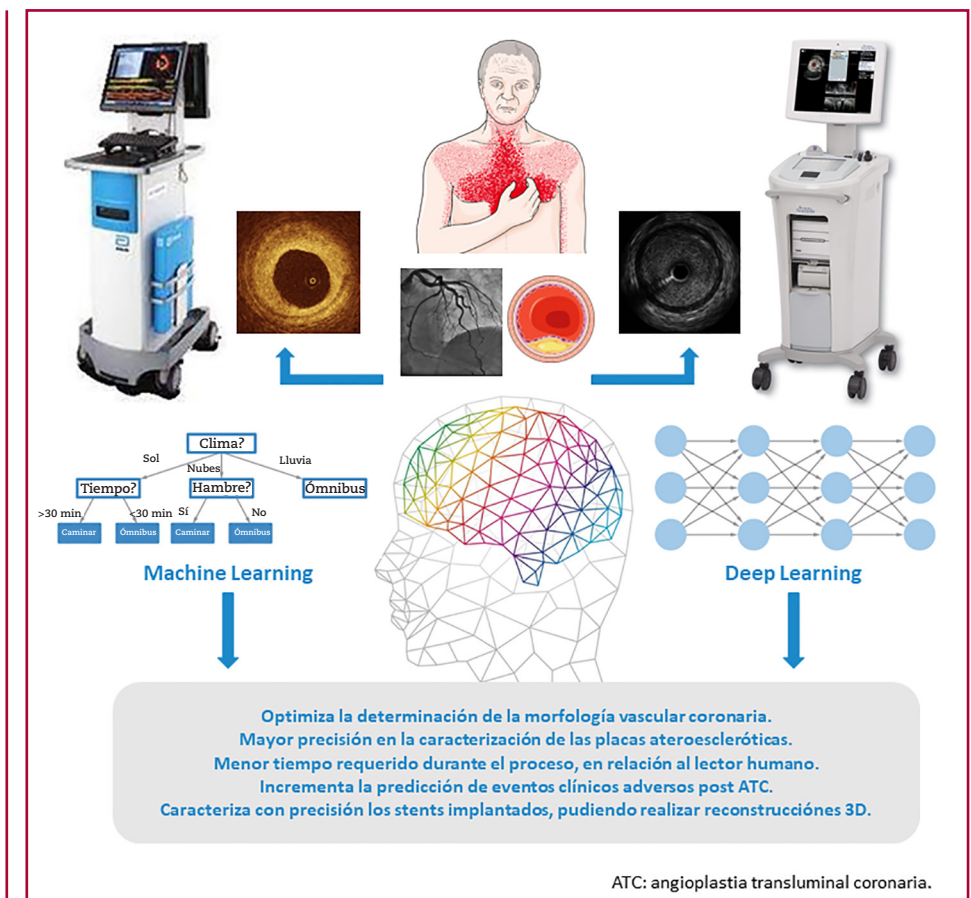 Clima?
Sol
Nubes
Lluvia
Tiempo?
Hambre?
Ómnibus
>30 min
<30 min
Sí
No
Caminar
Ómnibus
Caminar
Ómnibus
Machine Learning
Deep Learning
Optimiza la determinación de la morfología vascular coronaria.
Mayor precisión en la caracterización de las placas ateroescleróticas.
Menor tiempo requerido durante el proceso, en relación al lector humano.
Incrementa la predicción de eventos clínicos adversos post ATC.
Caracteriza con precisión los stents implantados, pudiendo realizar reconstrucciónes 3D.
ATC: angioplastia transluminal coronaria.